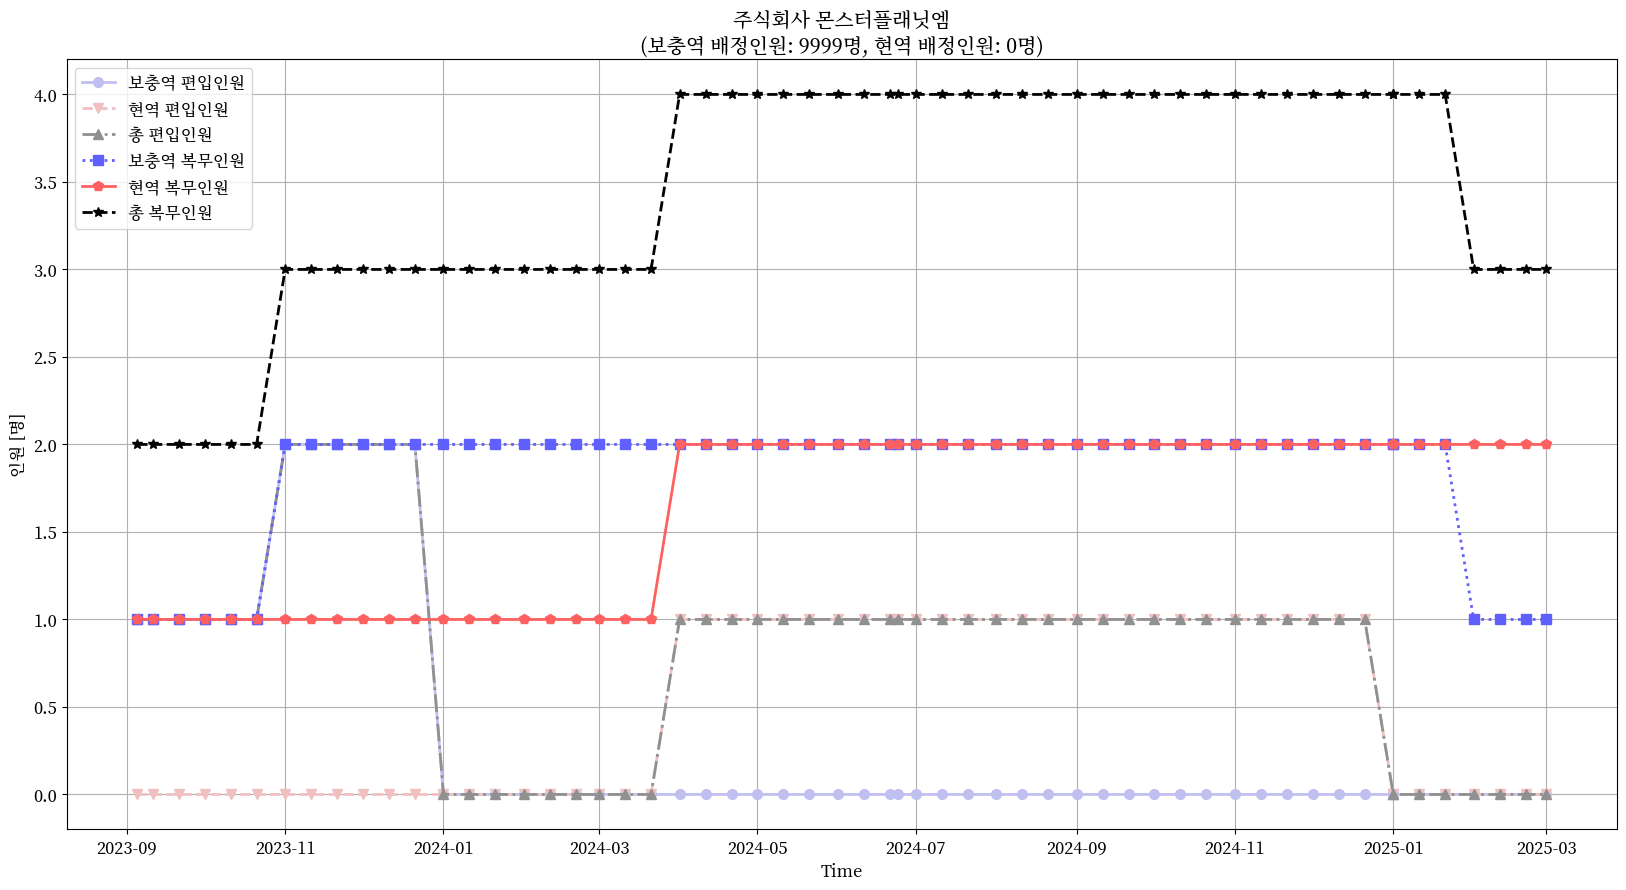 주식회사 몬스터플래닛엠
(보충역 배정인원: 9999명, 현역 배정인원: 0명)
보충역 편입인원
현역 편입인원
총 편입인원
보충역 복무인원
현역 복무인원
총 복무인원
4.0
3.5
3.0
2.5
2.0
1.5
1.0
0.5
0.0
인원 [명]
2023-09
2023-11
2024-01
2024-03
2024-05
2024-07
2024-09
2024-11
2025-01
2025-03
Time